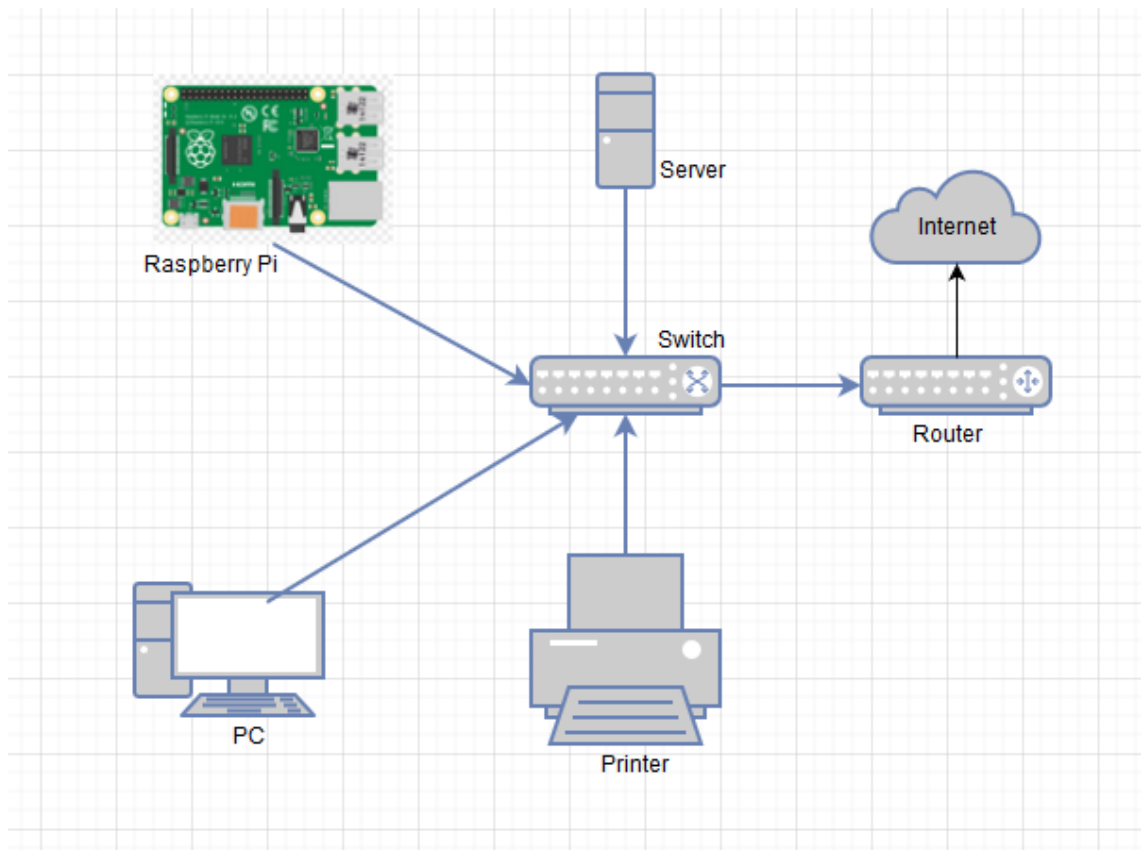 Server
Internet
Raspberry Pi
Switch
Router
PC
Printer